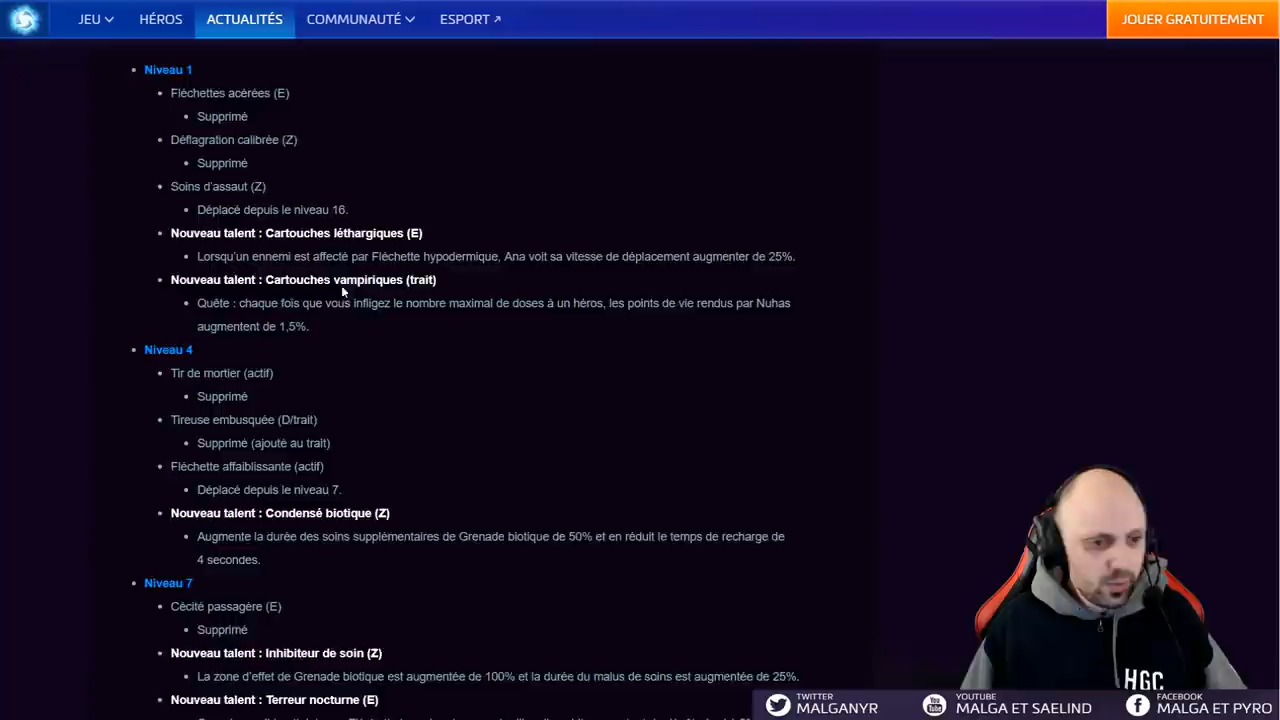 JEU HÉROS ACTUALITÉS COMMUNAUTÉ ESPORT JOUER GRATUITEMENT
Niveau 1
Fléchettes acérées (E)
Supprimé
Déflagration calibrée (Z)
Supprimé
Soins d'assaut (Z)
Déplacé depuis le niveau 16.
Nouveau talent : Cartouches léthargiques (E)
Lorsqu'un ennemi est affecté par Fléchette hypodermique, Ana voit sa vitesse de déplacement augmenter de 25%.
Nouveau talent : Cartouches vampiriques (trait)
Quête : chaque fois que vous infligez le nombre maximal de doses à un héros, les points de vie rendus par Nuhas
augmentent de 1,5%.
Niveau 4
Tir de mortier (actif)
Supprimé
Tireuse embusquée (D/trait)
Supprimé (ajouté au trait)
Fléchette affaiblissante (actif)
Déplacé depuis le niveau 7.
Nouveau talent : Condensé biotique (Z)
Augmente la durée des soins supplémentaires de Grenade biotique de 50% et en réduit le temps de recharge de
4 secondes.
Niveau 7
Cécité passagère (E)
Supprimé
Nouveau talent : Inhibiteur de soin (Z)
La zone d'effet de Grenade biotique est augmentée de 100% et la durée du malus de soins est augmentée de 25%.
Nouveau talent : Terreur nocturne (E)
HGC
TWITTER
MALGANYR
YOUTUBE
MALGA ET SAELIND
FACEBOOK
MALGA ET PYRO